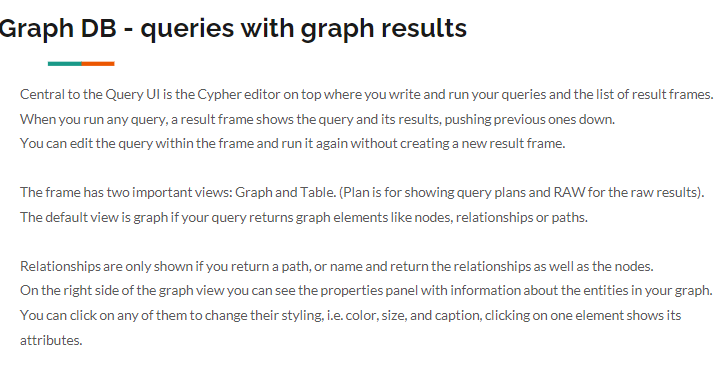 Graph DB - queries with graph results
Central to the Query UI is the Cypher editor on top where you write and run your queries and the list of result frames.
When you run any query, a result frame shows the query and its results, pushing previous ones down.
You can edit the query within the frame and run it again without creating a new result frame.
The frame has two important views: Graph and Table. (Plan is for showing query plans and RAW for the raw results).
The default view is graph if your query returns graph elements like nodes, relationships or paths.
Relationships are only shown if you return a path, or name and return the relationships as well as the nodes.
On the right side of the graph view you can see the properties panel with information about the entities in your graph.
You can click on any of them to change their styling, i.e. color, size, and caption, clicking on one element shows its
attributes.